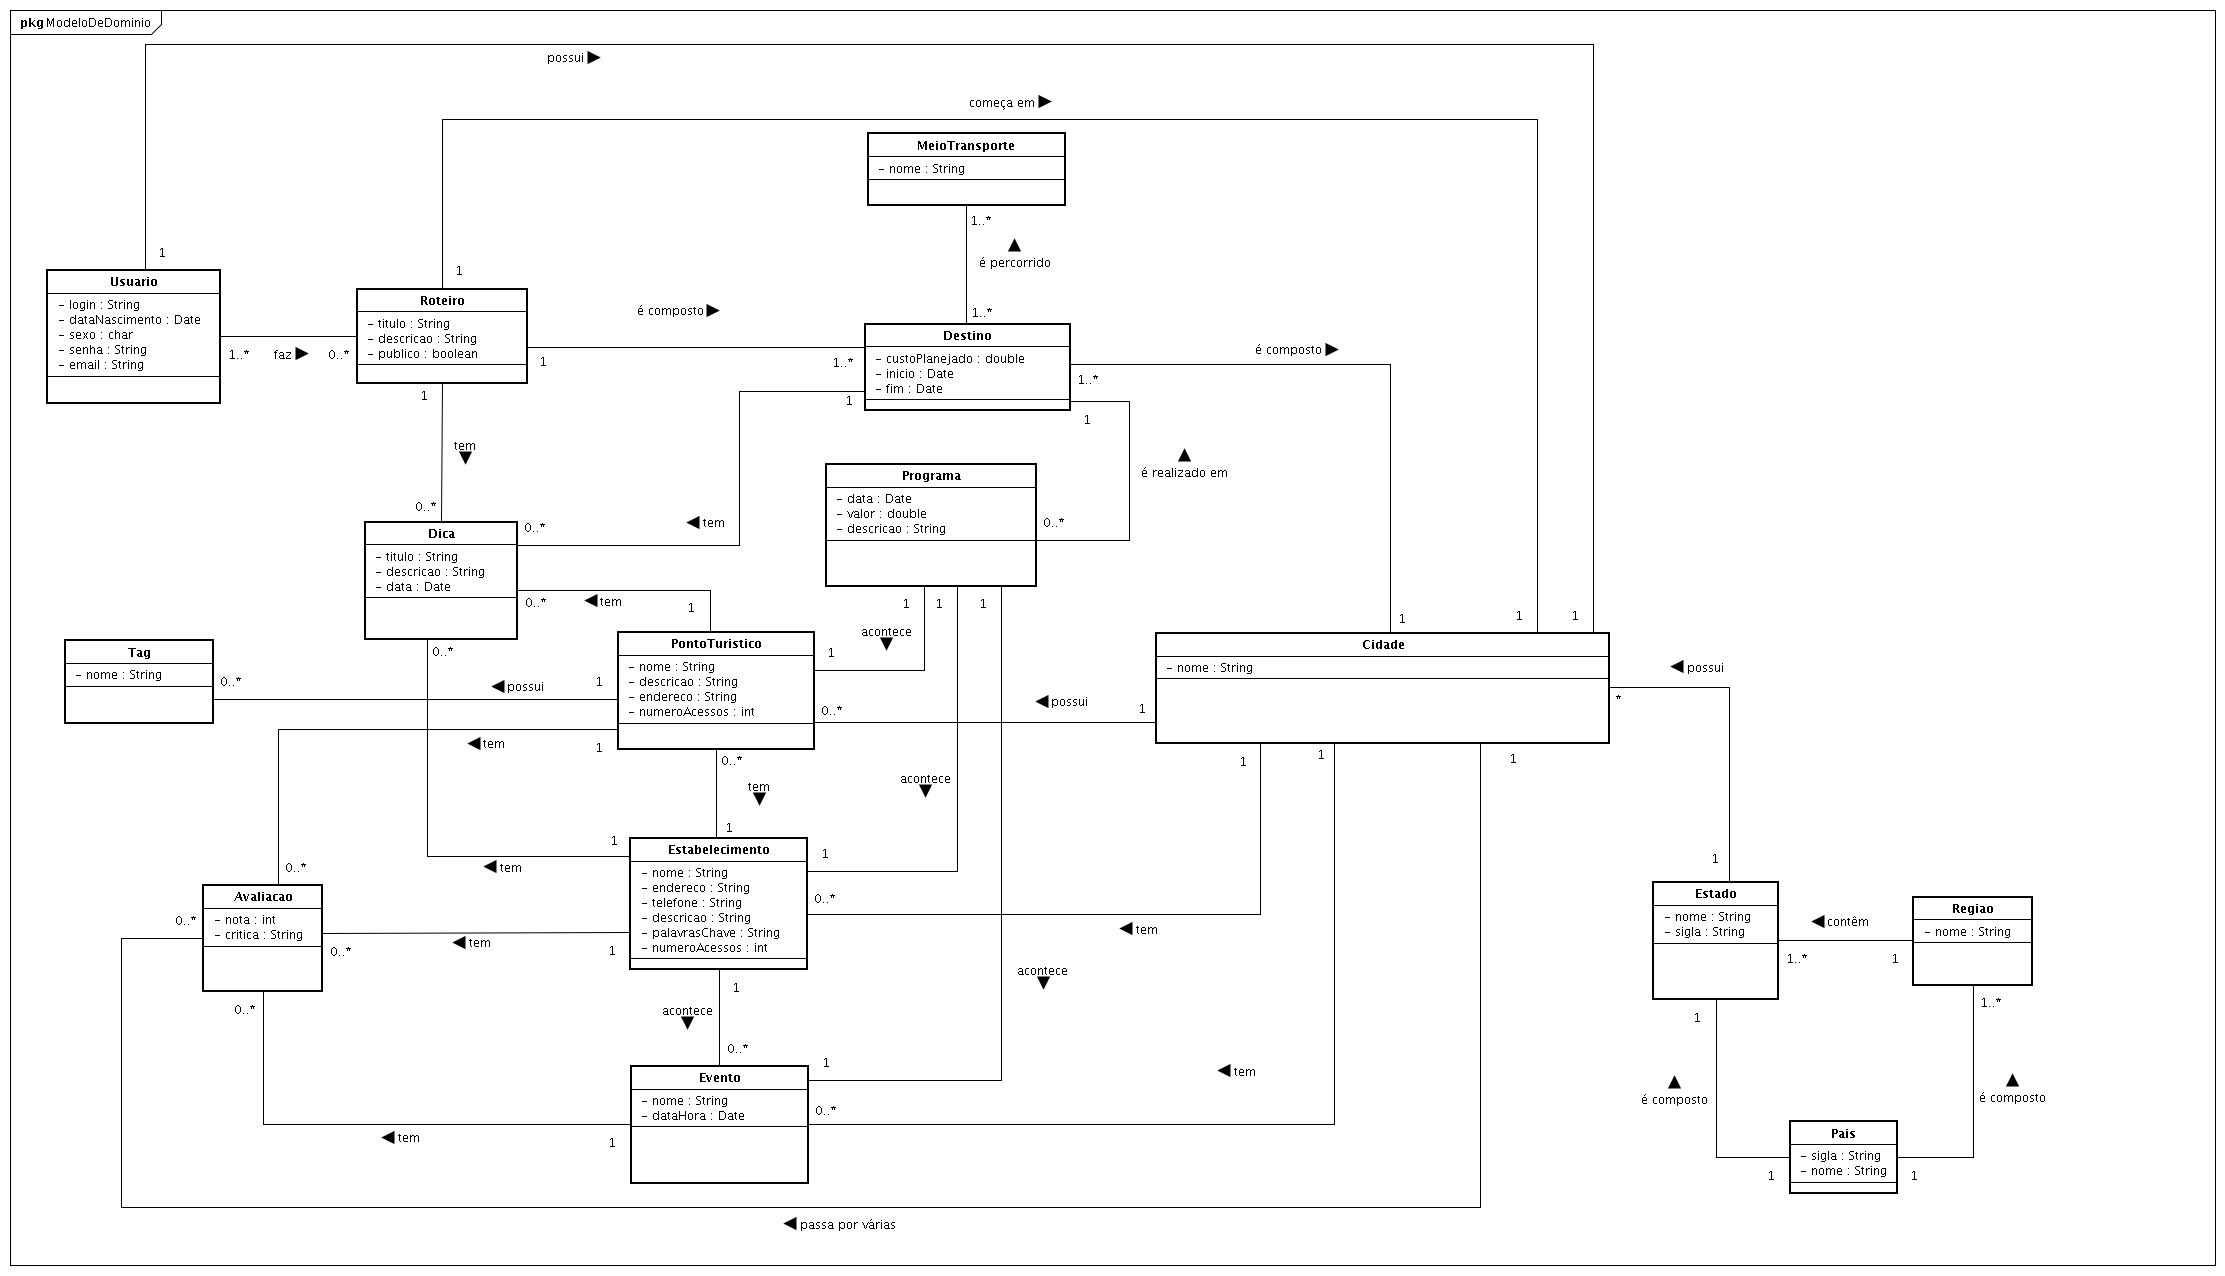 pkg ModeloDeDominio
possui
começa em
MeioTransporte
- nome : String
1..*
é percorrido
1..*
1
Usuario
- login : String
- dataNascimento : Date
- sexo : char
- senha : String
- email : String
1..*
faz
0..*
1
Roteiro
- titulo : String
- descricao : String
- publico : boolean
1
é composto
1..*
Destino
- custoPlanejado : double
- inicio : Date
- fim : Date
1..*
é composto
1
1
1
tem
0..*
é realizado em
Programa
- data : Date
- valor : double
- descricao : String
0..*
tem
0..*
Dica
- titulo : String
- descricao : String
- data : Date
0..*
tem
1
1
1
1
acontece
1
1
1
1
Cidade
- nome : String
possui
*
PontoTuristico
- nome : String
- descricao : String
- endereco : String
- numeroAcessos : int
0..*
Tag
- nome : String
0..*
possui
1
0..*
possui
1
tem
1
0..*
tem
acontece
1
1
1
1
1
tem
1
1
Estabelecimento
- nome : String
- endereco : String
- telefone : String
- descricao : String
- palavrasChave : String
- numeroAcessos : int
0..*
tem
0..*
Avaliacao
- nota : int
- critica : String
0..*
0..*
tem
1
Estado
- nome : String
- sigla : String
contêm
1..*
1
Regiao
- nome : String
acontece
1
acontece
0..*
0..*
1
Evento
- nome : String
- dataHora : Date
0..*
tem
tem
1
1
é composto
1..*
é composto
Pais
- sigla : String
- nome : String
1
1
passa por várias